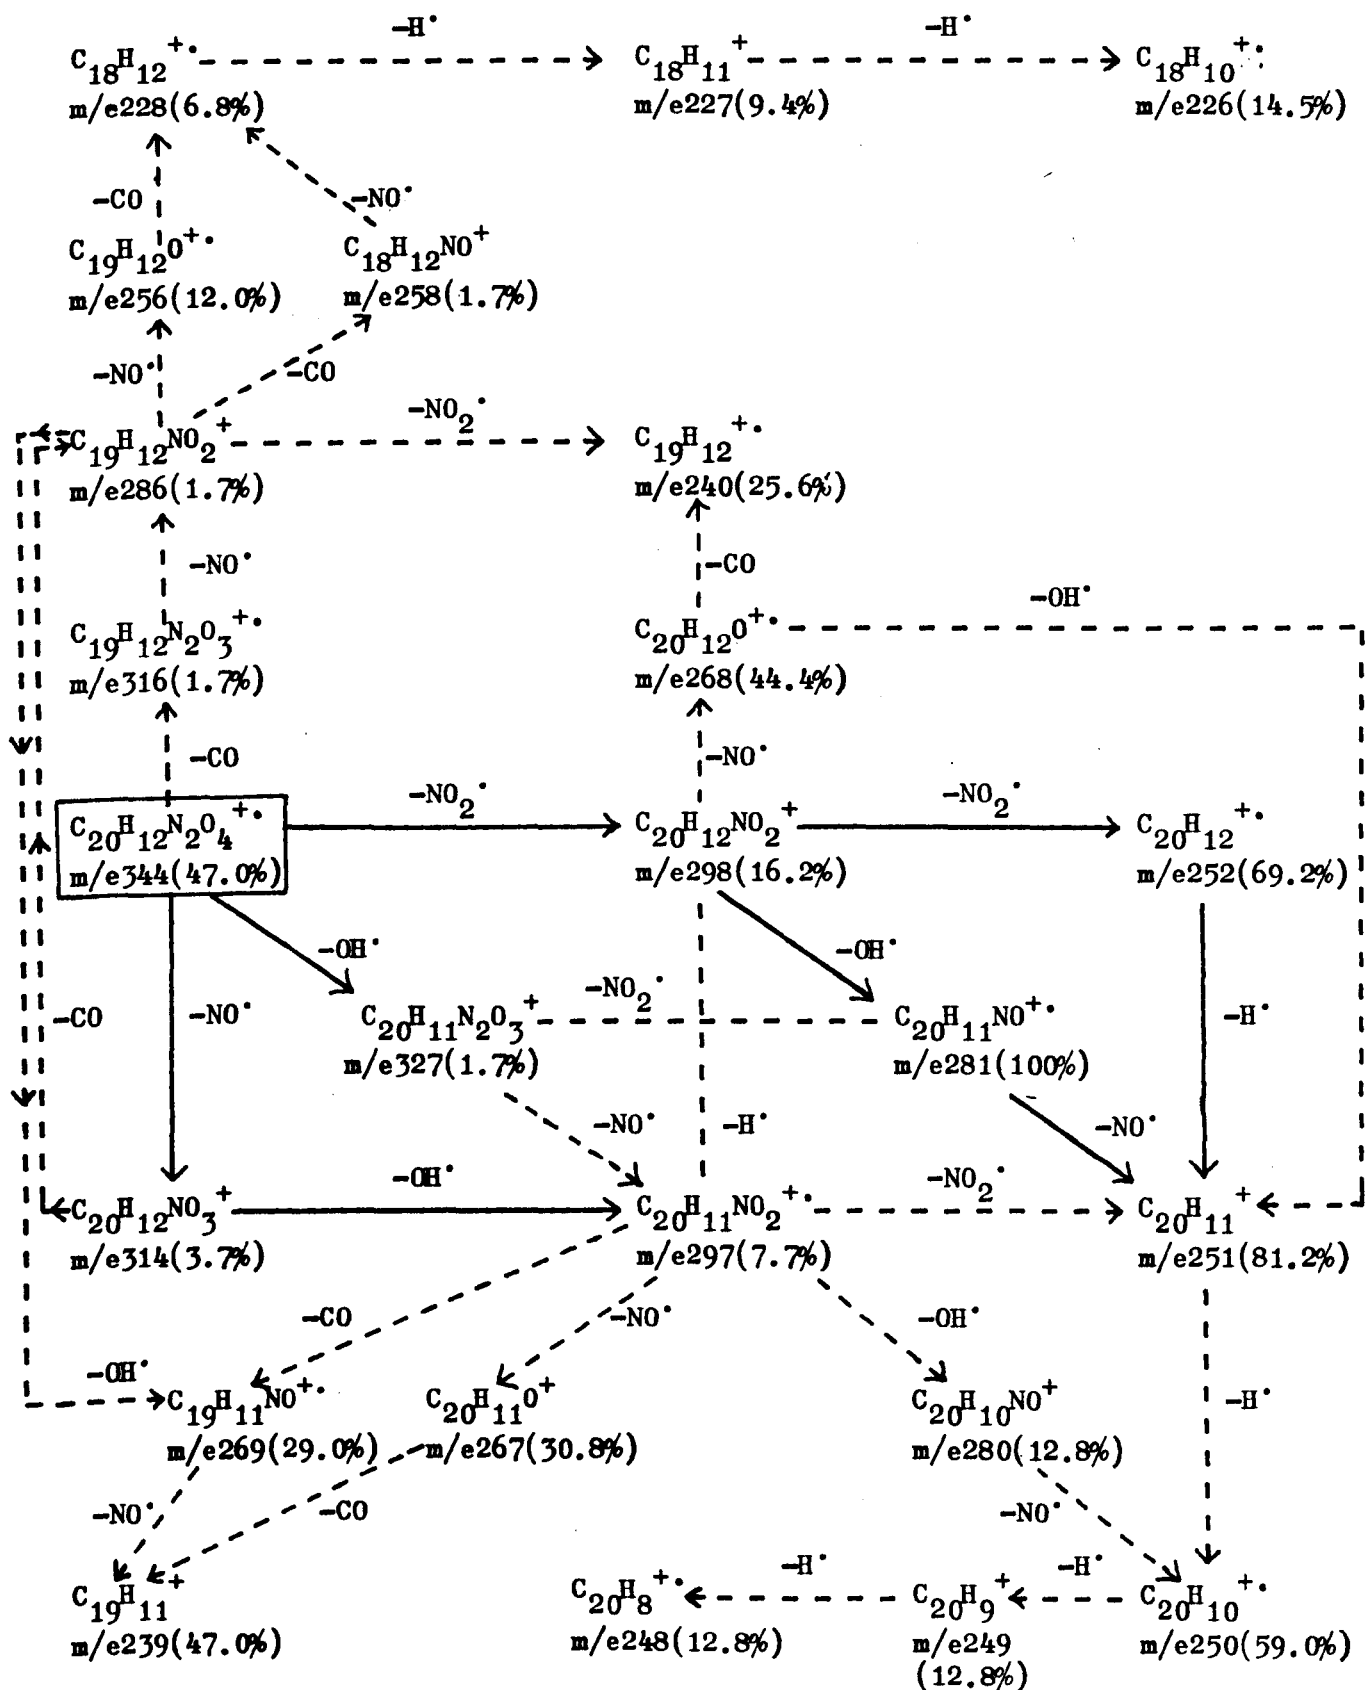 –H• –H•
C18H12+• C18H11+ C18H10+•
m/e228(6.8%) m/e227(9.4%) m/e226(14.5%)
–CO –NO•
C19H12O+• C18H12NO+
m/e256(12.0%) m/e258(1.7%)
–NO• –CO
–NO2•
C19H12NO2+ C19H12+•
m/e286(1.7%) m/e240(25.6%)
–NO• –CO
–OH•
C19H12N2O3+• C20H12O+•
m/e316(1.7%) m/e268(44.4%)
–CO –NO•
–NO2• –NO2•
C20H12N2O4+• C20H12NO2+ C20H12+•
m/e344(47.0%) m/e298(16.2%) m/e252(69.2%)
–OH• –OH•
–NO2•
–CO –NO• C20H11N2O3+ C20H11NO+• –H•
m/e327(1.7%) m/e281(100%)
–NO• –H• –NO•
–OH• –NO2•
C20H12NO3+ C20H11NO2+• C20H11+
m/e314(3.7%) m/e297(7.7%) m/e251(81.2%)
–CO –NO• –OH•
–OH•
C19H11NO+• C20H11O+ C20H10NO+ –H•
m/e269(29.0%) m/e267(30.8%) m/e280(12.8%)
–NO• –CO –NO•
–H• –H•
C19H11+ C20H8+• C20H9+ C20H10+•
m/e239(47.0%) m/e248(12.8%) m/e249 m/e250(59.0%)
(12.8%)